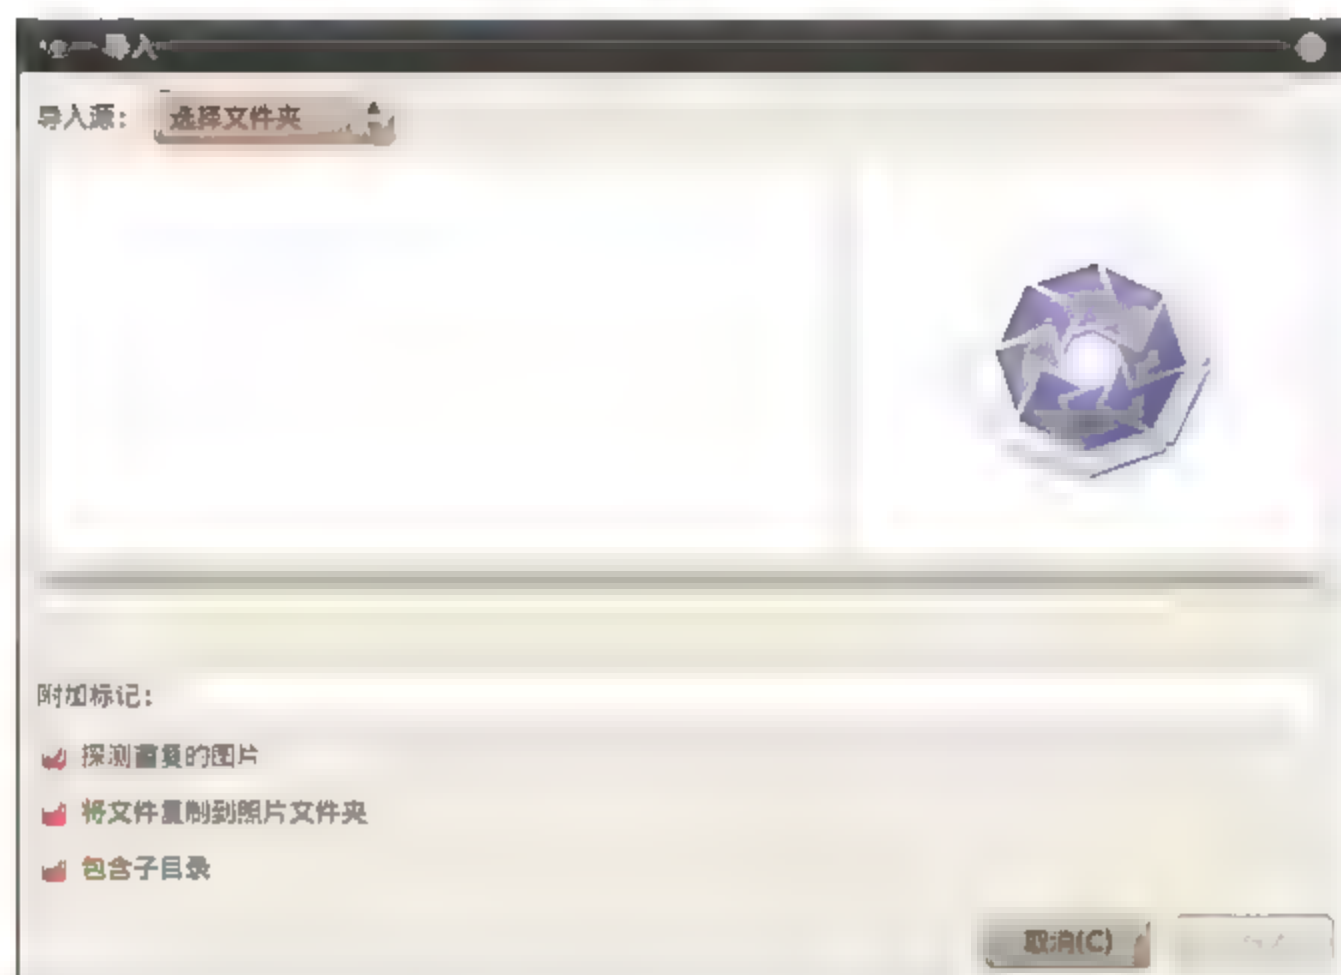 导入
导入源：
选择文件夹
附加标记：
探测重复的图片
将文件复制到照片文件夹
包含子目录
取消(C)